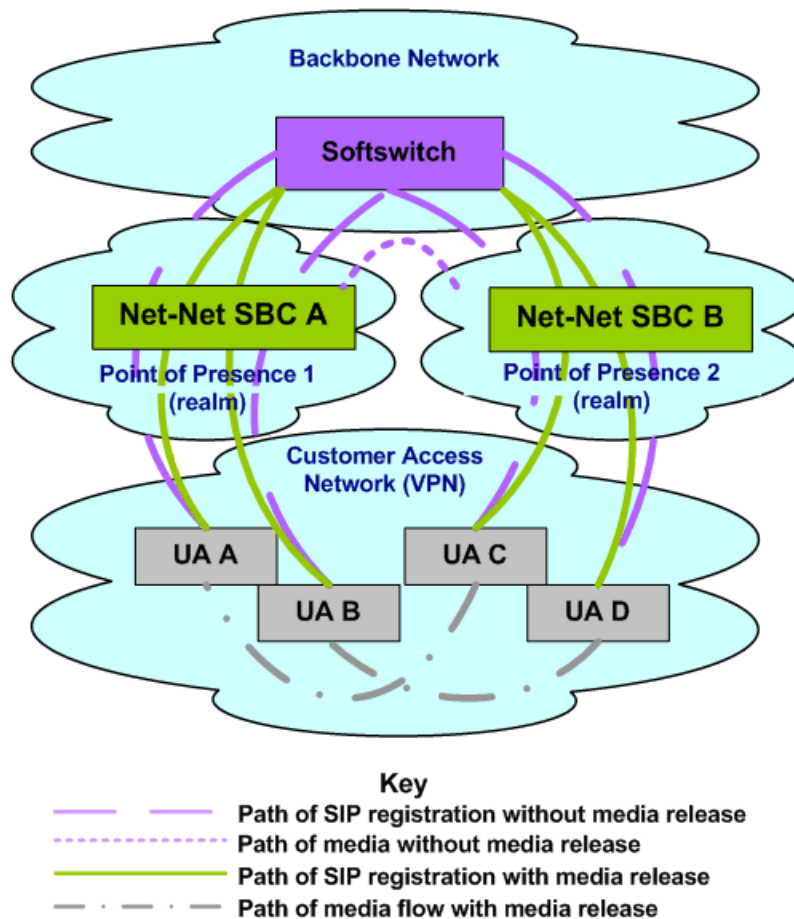 Backbone Network
Softswitch
Net-Net SBC A
Net-Net SBC B
Point of Presence 1
(realm)
Point of Presence 2
(realm)
Customer Access
Network (VPN)
UA A
UA C
UA B
UA D
Key
Path of SIP registration without media release
Path of media without media release
Path of SIP registration with media release
Path of media flow with media release